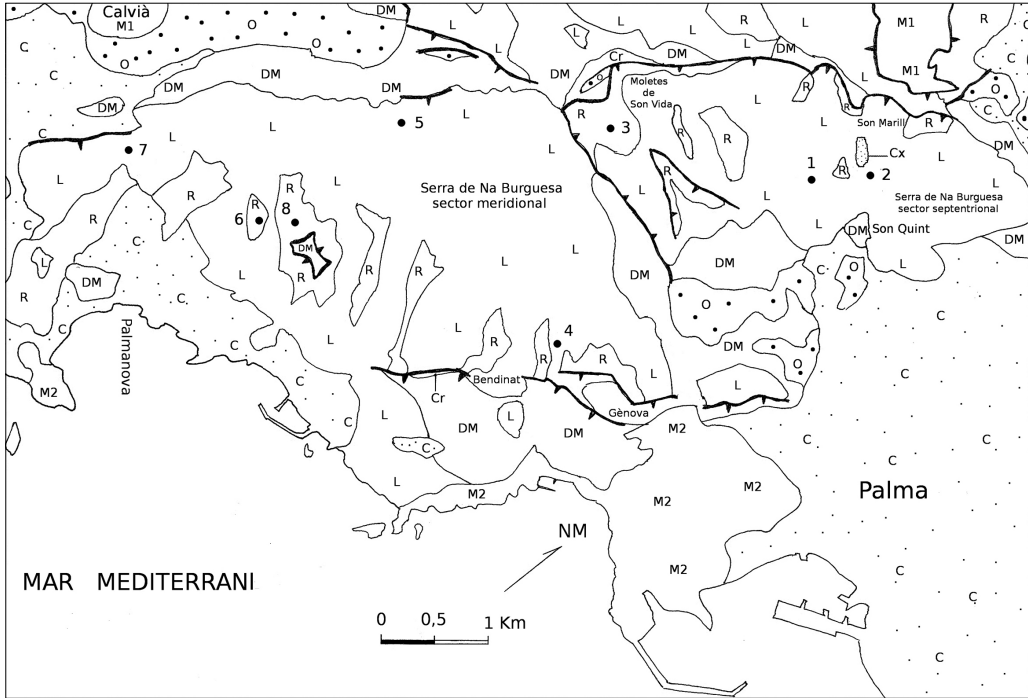 Calvià
M1
O
O
O
DM
L
L
L
R
L
DM
M1
M1
R
C
C
DM
DM
DM
DM
Cr
O
DM
L
L
O
C
Moletes
de
Son Vida
R
R
R
Son Marill
R
DM
C
L
L
5
3
L
7
L
R
R
L
Cx
L
1
R
2
L
R
R
L
R
L
Serra de Na Burguesa
sector meridional
Serra de Na Burguesa
sector septentrional
R
6
8
R
DM
R
L
L
DM
Son Quint
DM
L
L
R
DM
C
L
R
R
L
L
DM
DM
C
O
L
C
C
Palmanova
O
L
L
4
DM
O
C
R
R
R
L
M2
C
Bendinat
L
Cr
Gènova
C
L
L
DM
DM
M2
C
C
L
M2
M2
M2
C
Palma
NM
M2
C
MAR MEDITERRANI
C
0 0,5 1 Km
C